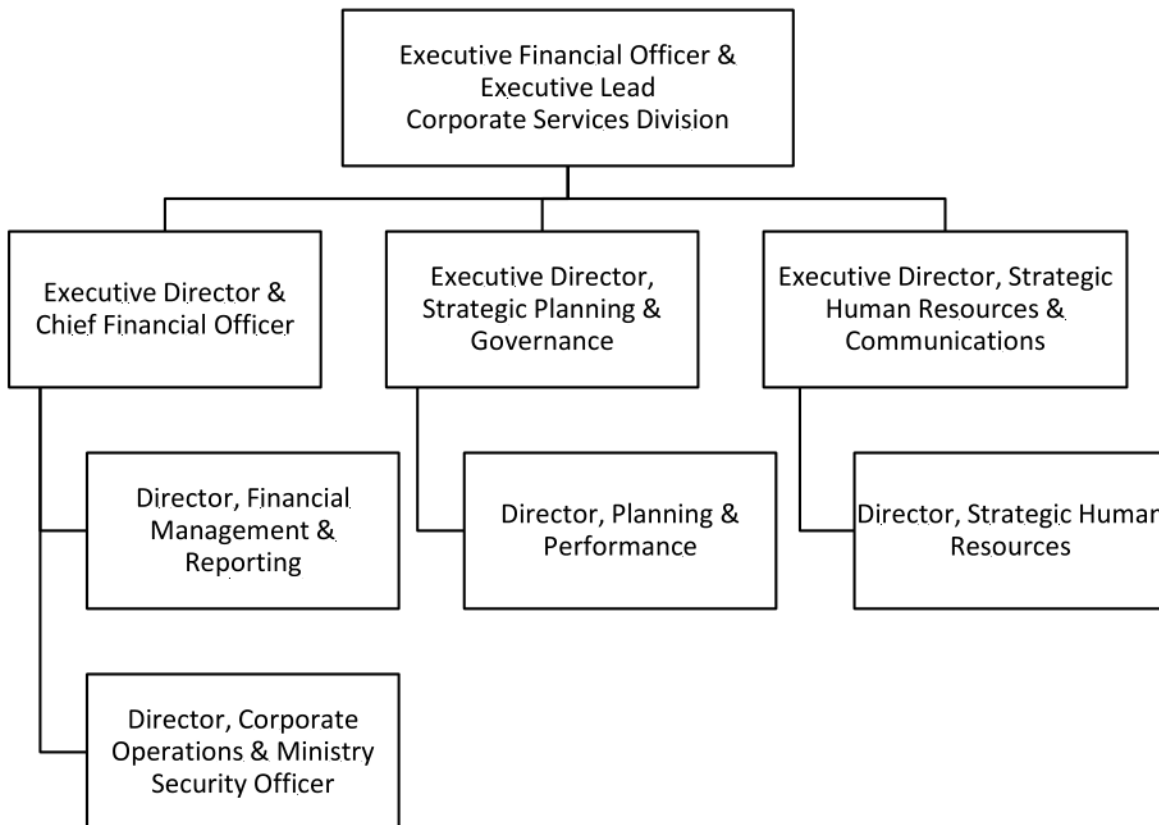 Executive Financial Officer &
Executive Lead
Corporate Services Division
Executive Director &
Chief Financial Officer
Executive Director,
Strategic Planning &
Governance
Executive Director, Strategic
Human Resources &
Communications
Director, Financial
Management &
Reporting
Director, Planning &
Performance
Director, Strategic Human
Resources
Director, Corporate
Operations & Ministry
Security Officer